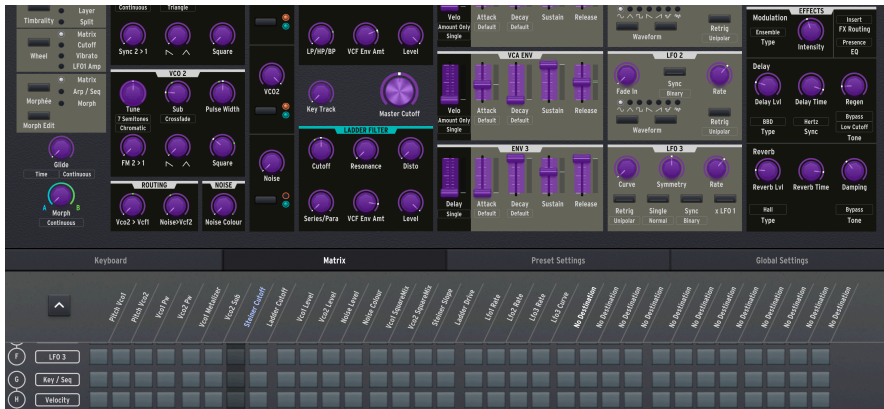 Timbrality
Layer
Split
Wheel
Matrix
Cutoff
Vibrato
LFO1 AMP
Morphée
Matrix
Arp / Seq
Morph
Morph Edit
Glide
Time
Continuous
A
B
Morph
Continuous
Continuous
Triangle
Sync 2 > 1
Square
VCO 2
Tune
Sub
Pulse Width
7 Semitones
Crossfade
Chromatic
FM 2 > 1
Square
ROUTING
NOISE
Vco2 > Vcf1
Noise>Vcf2
Noise Colour
VCO2
Noise
LP/HP/BP
VCF Env Amt
Level
Key Track
Master Cutoff
LADDER FILTER
Cutoff
Resonance
Disto
Series/Para
VCF Env Amt
Level
Velo
Attack
Decay
Sustain
Release
Amount Only
Default
Default
Single
VCA ENV
Velo
Attack
Decay
Sustain
Release
Amount Only
Default
Default
Single
ENV 3
Delay
Attack
Decay
Sustain
Release
Single
Default
Default
Waveform
Retrig
Unipolar
LFO 2
Fade In
Sync
Rate
Binary
Waveform
Retrig
Unipolar
LFO 3
Curve
Symmetry
Rate
Retrig
Single
Sync
x LFO 1
Unipolar
Normal
Binary
EFFECTS
Modulation
Insert
FX Routing
Ensemble
Presence
Type
Intensity
EQ
Delay
Delay Lvl
Delay Time
Regen
BBD
Hertz
Bypass
Low Cutoff
Type
Sync
Tone
Reverb
Reverb Lvl
Reverb Time
Damping
Hall
Bypass
Type
Tone
Keyboard
Matrix
Preset Settings
Global Settings
Pitch Vco1
Pitch Vco2
Vco1 Pw
Vco2 Pw
Vco1 Metalizer
Vco2 Sub
Steiner Cutoff
Ladder Cutoff
Vco1 Level
Vco2 Level
Noise Level
Noise Colour
Vco1 SquareMix
Vco2 SquareMix
Steiner Slope
Ladder Drive
Lfo1 Rate
Lfo2 Rate
Lfo3 Rate
Lfo3 Curve
No Destination
No Destination
No Destination
No Destination
No Destination
No Destination
No Destination
No Destination
No Destination
No Destination
No Destination
No Destination
F
LFO 3
G
Key / Seq
H
Velocity